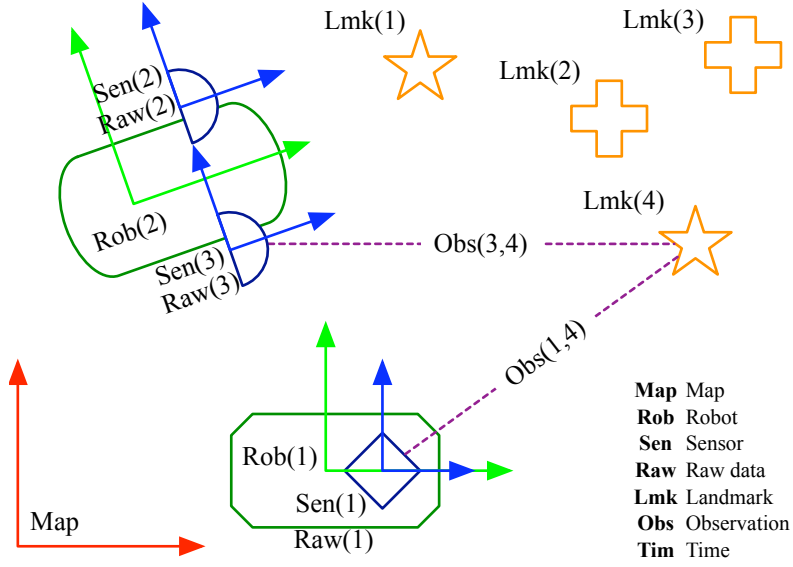 Lmk(1)
Lmk(3)
Lmk(2)
Sen(2)
Raw(2)
Lmk(4)
Rob(2)
Obs(3,4)
Sen(3)
Raw(3)
Obs(1,4)
Rob(1)
Sen(1)
Raw(1)
Map
Map Map
Rob Robot
Sen Sensor
Raw Raw data
Lmk Landmark
Obs Observation
Tim Time